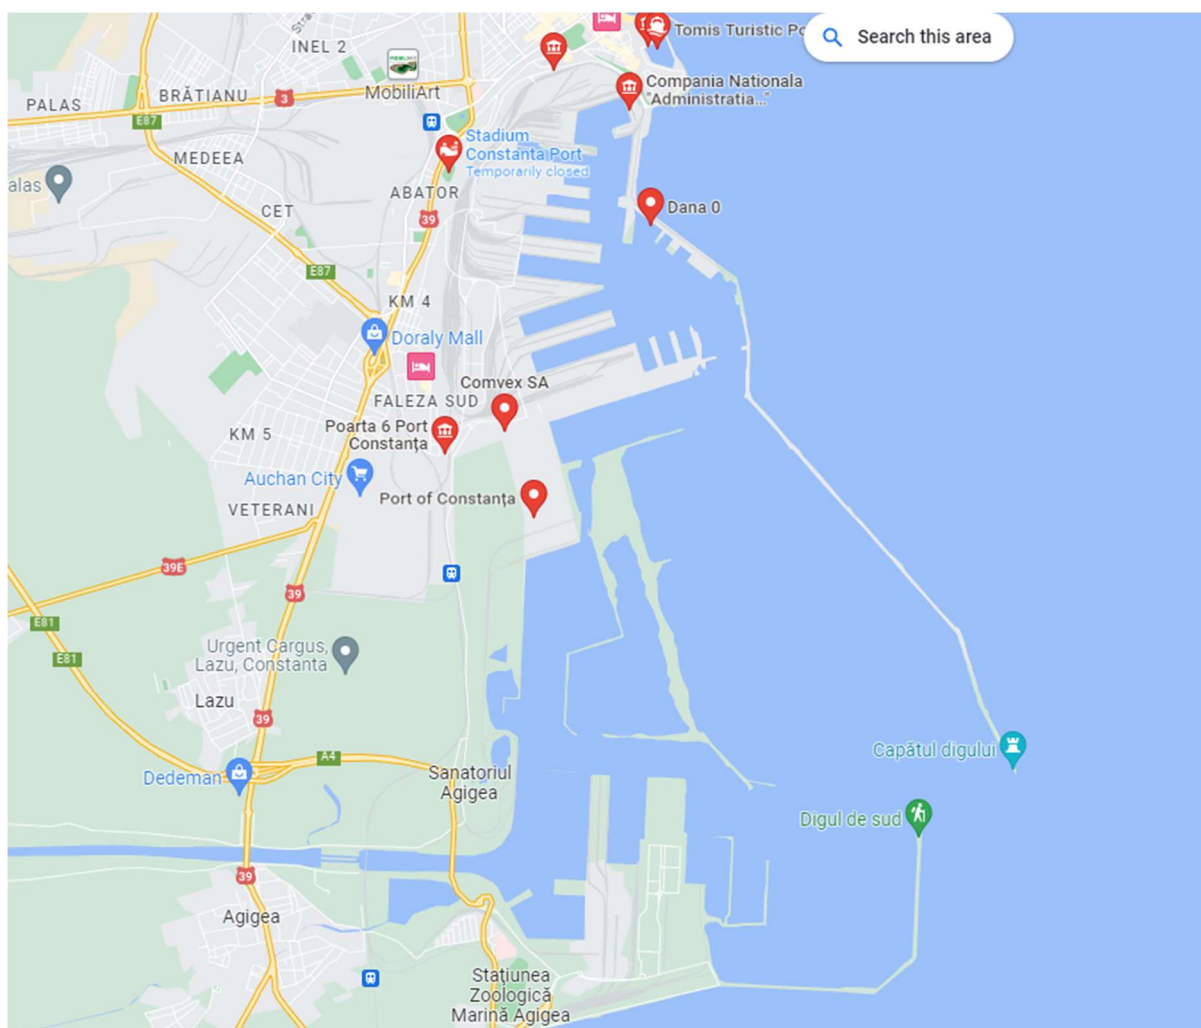 Tomis Turistic Po
Search this area
INEL 2
MobiliArt
Compania Nationala
"Administratia..."
PALAS
BRĂTIANU
3
E87
Stadium
Constanta Port
Temporarily closed
MEDEEA
alas
ABATOR
CET
39
Dana 0
E87
KM 4
Doraly Mall
Comvex SA
FALEZA SUD
Poarta 6 Port
Constanța
KM 5
Auchan City
Port of Constanța
VETERANI
39E
39
E81
E81
Urgent Cargus,
Lazu, Constanta
Lazu
39
A4
Capătul digului
Dedeman
Sanatoriul
Agigea
Digul de sud
39
Agigea
Stațiunea
Zoologică
Marină Agigea